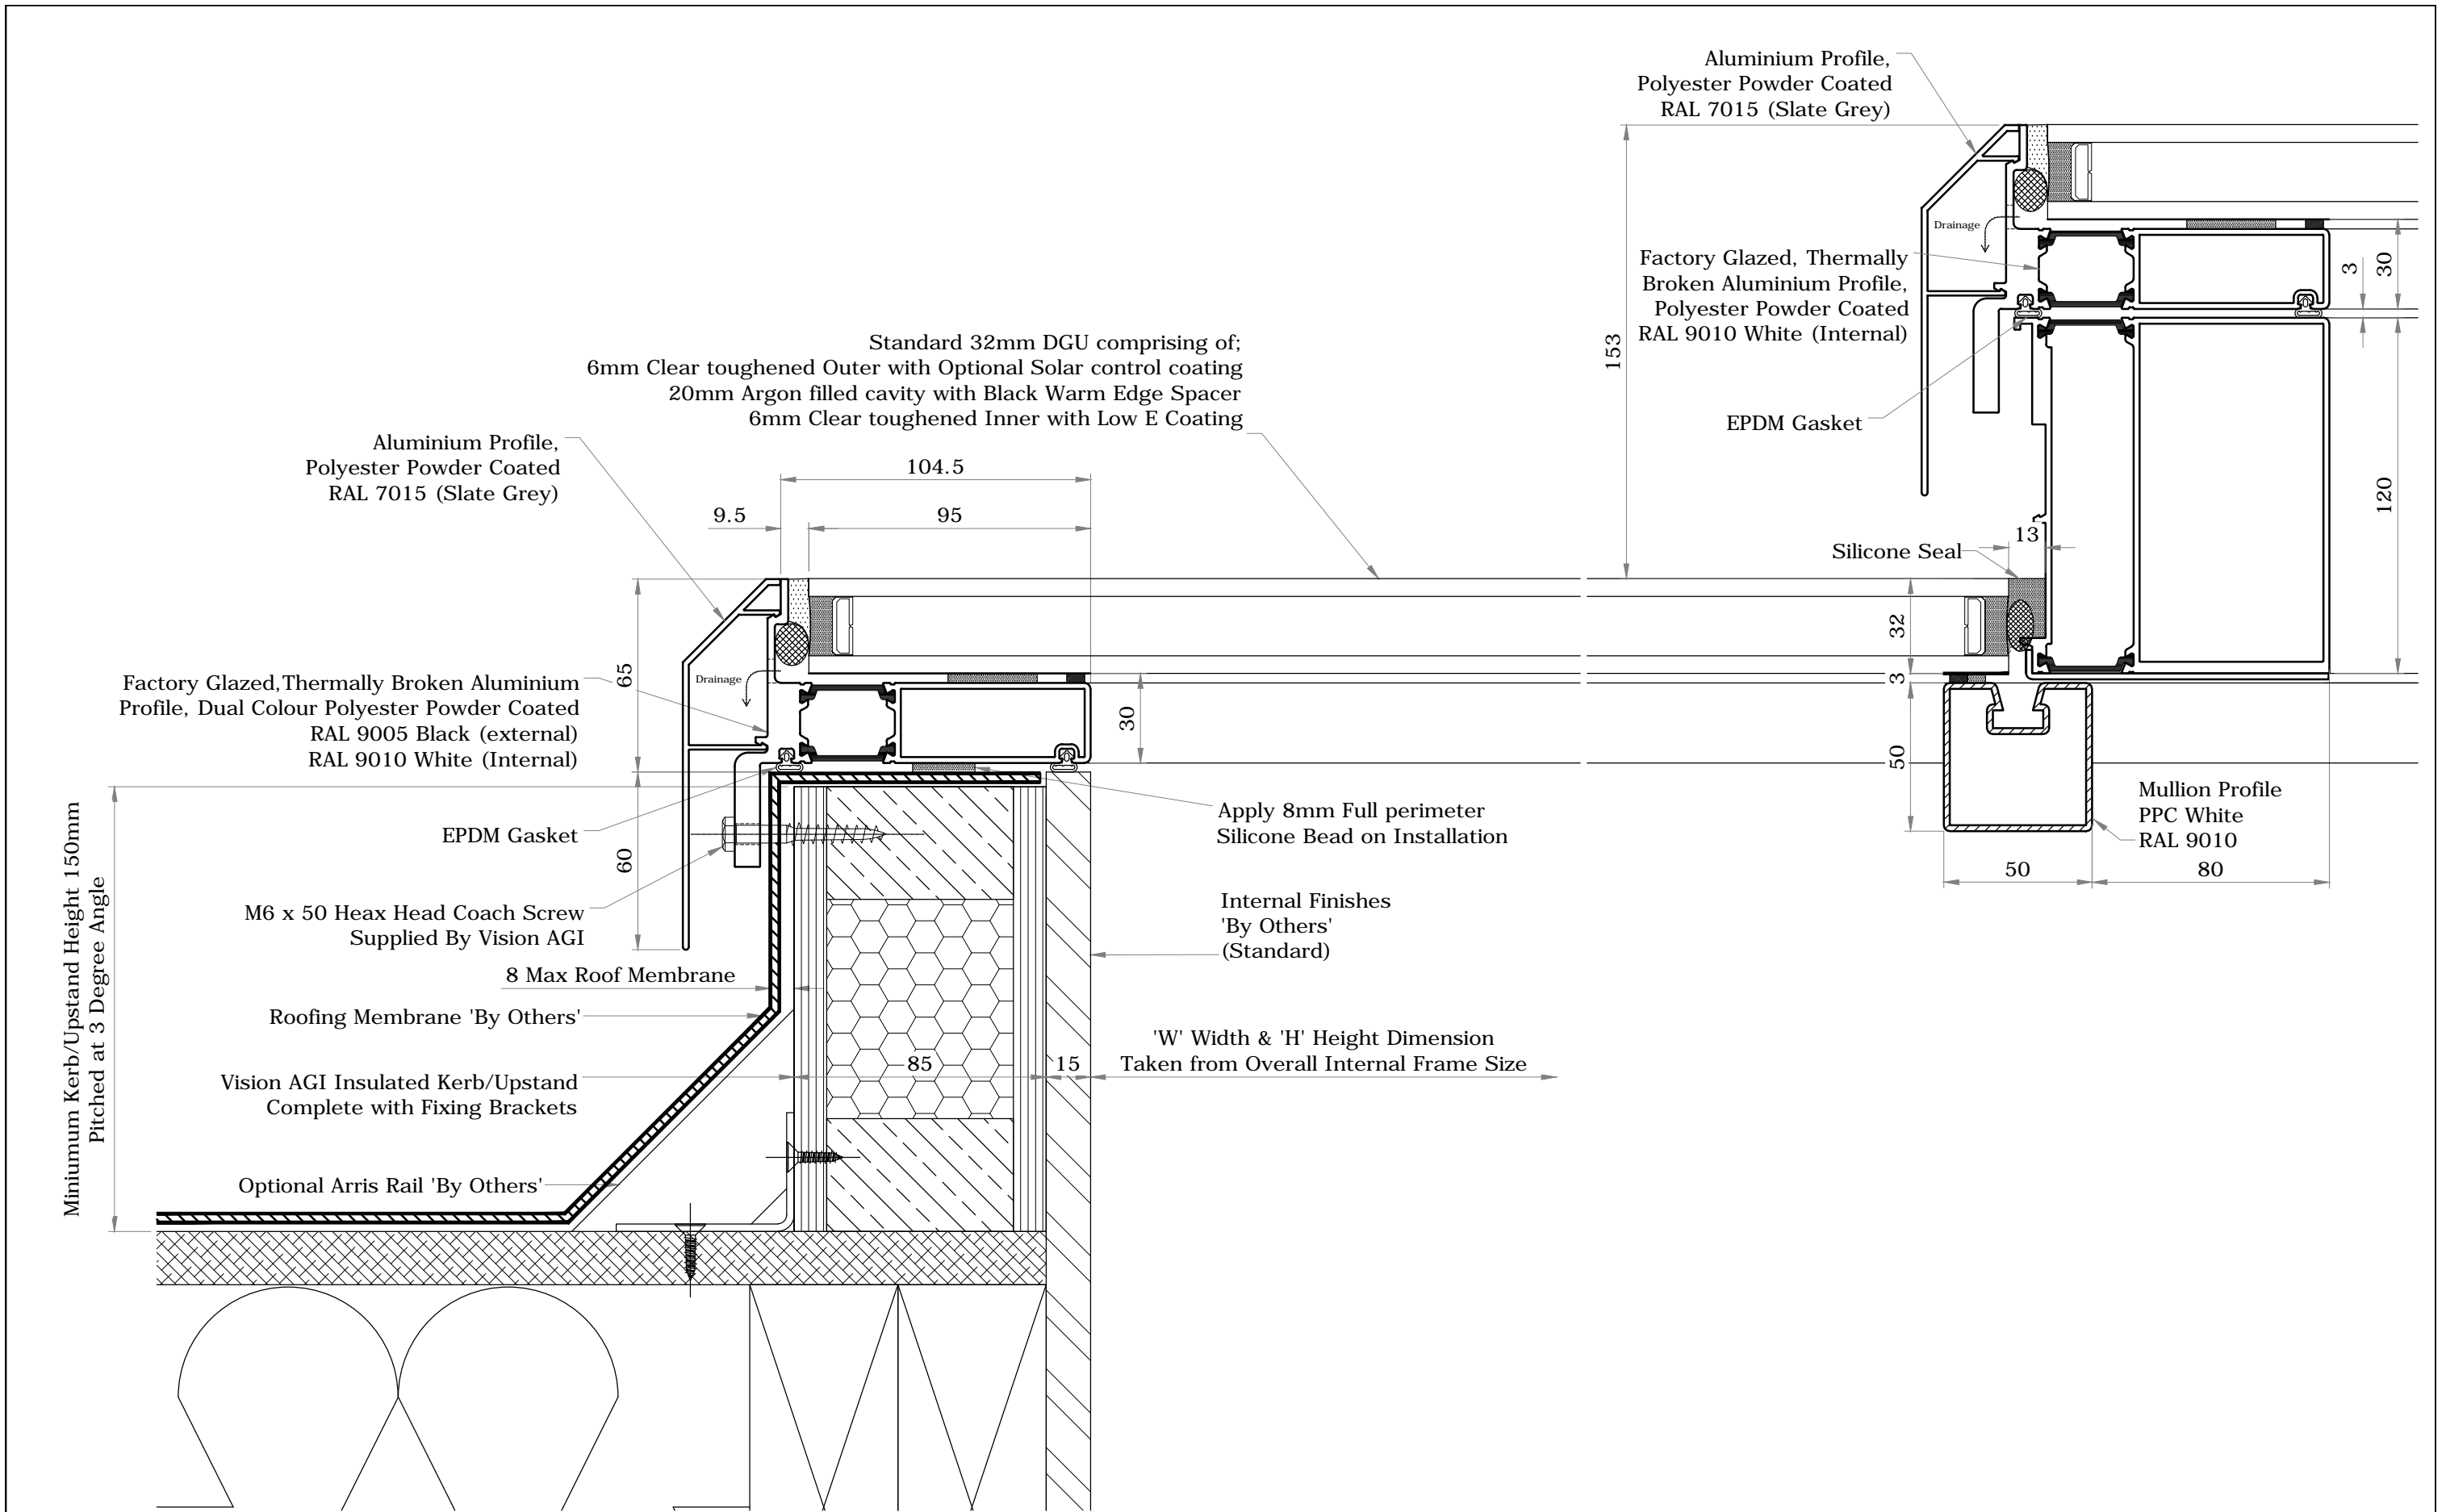 Aluminium Profile,
Polyester Powder Coated
RAL 7015 (Slate Grey)
Drainage
Factory Glazed, Thermally
Broken Aluminium Profile,
Polyester Powder Coated
RAL 9010 White (Internal)
3
30
153
EPDM Gasket
120
13
Silicone Seal
Standard 32mm DGU comprising of;
6mm Clear toughened Outer with Optional Solar control coating
20mm Argon filled cavity with Black Warm Edge Spacer
6mm Clear toughened Inner with Low E Coating
Aluminium Profile,
Polyester Powder Coated
RAL 7015 (Slate Grey)
104.5
9.5
95
32
3
50
65
Drainage
30
Factory Glazed,Thermally Broken Aluminium
Profile, Dual Colour Polyester Powder Coated
RAL 9005 Black (external)
RAL 9010 White (Internal)
Mullion Profile
PPC White
RAL 9010
50
80
Apply 8mm Full perimeter
Silicone Bead on Installation
EPDM Gasket
60
M6 x 50 Heax Head Coach Screw
Supplied By Vision AGI
Internal Finishes
'By Others'
(Standard)
8 Max Roof Membrane
Roofing Membrane 'By Others'
'W' Width & 'H' Height Dimension
Taken from Overall Internal Frame Size
85
15
Vision AGI Insulated Kerb/Upstand
Complete with Fixing Brackets
Optional Arris Rail 'By Others'
Miniumum Kerb/Upstand Height 150mm
Pitched at 3 Degree Angle